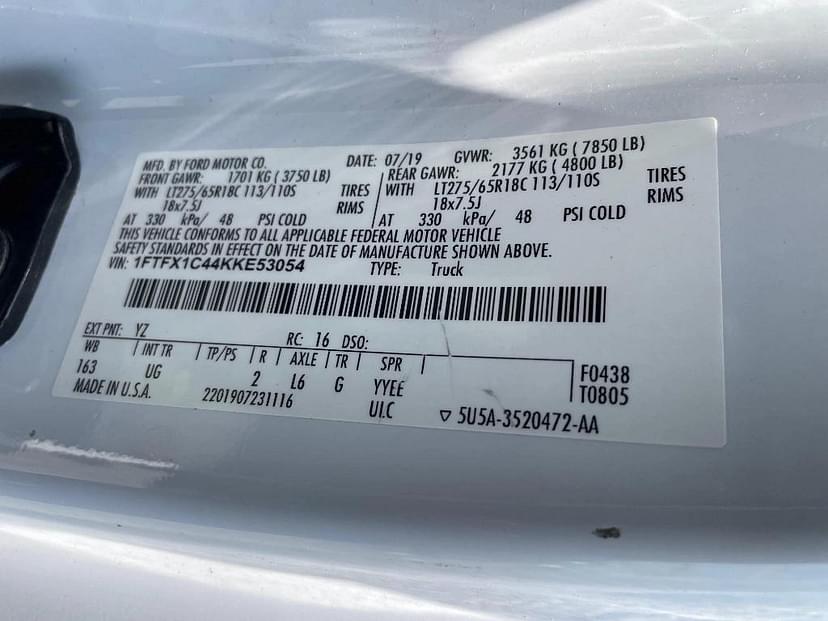 MFD. BY FORD MOTOR CO. DATE: 07/19 GVWR: 3561 KG ( 7850 LB)
FRONT GAWR: 1701 KG ( 3750 LB) REAR GAWR: 2177 KG ( 4800 LB)
WITH LT275/65R18C 113/110S TIRES WITH LT275/65R18C 113/110S TIRES
18x7.5J RIMS 18x7.5J RIMS
AT 330 kPa/ 48 PSI COLD AT 330 kPa/ 48 PSI COLD
THIS VEHICLE CONFORMS TO ALL APPLICABLE FEDERAL MOTOR VEHICLE
SAFETY STANDARDS IN EFFECT ON THE DATE OF MANUFACTURE SHOWN ABOVE.
VIN: 1FTFX1C44KKE53054 TYPE: Truck
EXT PNT: YZ RC: 16 DSO:
WB INT TR TP/PS R AXLE TR SPR
163 UG 2 L6 G YYEE F0438
MADE IN U.S.A. 2201907231116 UI.C T0805
5U5A-3520472-AA